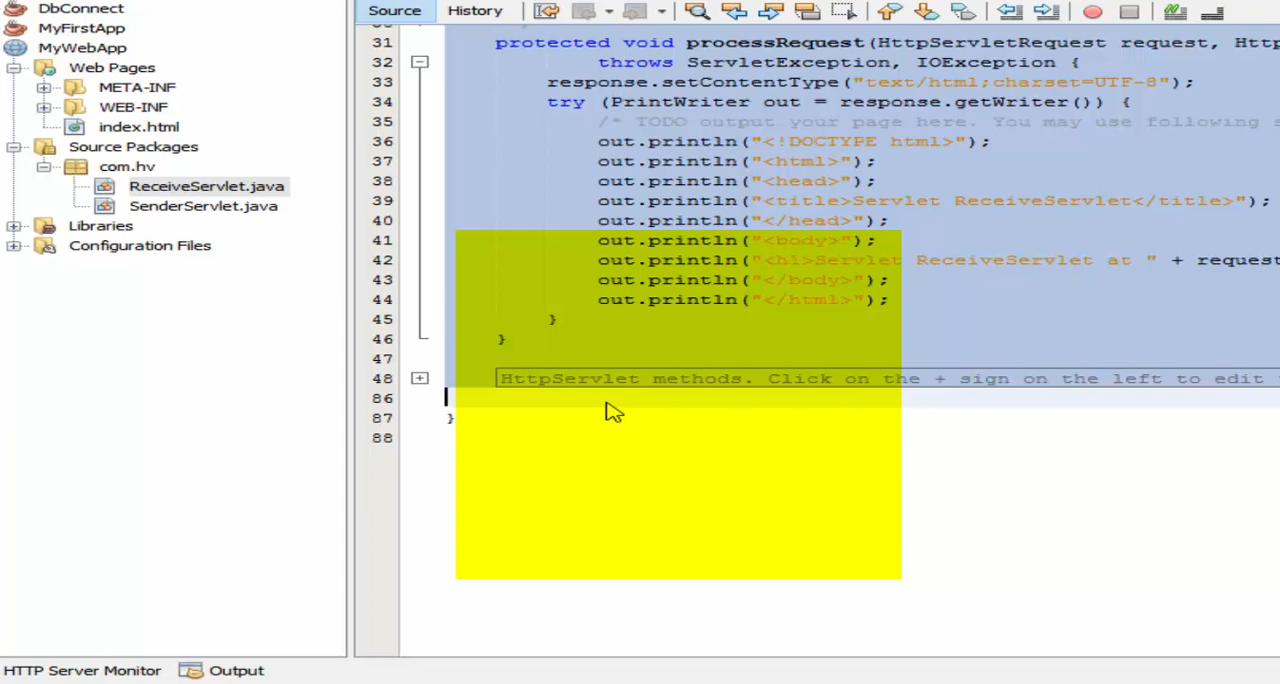 DbConnect
MyFirstApp
MyWebApp
Web Pages
META-INF
WEB-INF
index.html
Source Packages
com.hv
ReceiveServlet.java
SenderServlet.java
Libraries
Configuration Files
Source History
31 protected void processRequest(HttpServletRequest request, Htt
32 throws ServletException, IOException {
33 response.setContentType("text/html;charset=UTF-8");
34 try (PrintWriter out = response.getWriter()) {
35 /* TODO output your page here. You may use following s
36 out.println("<!DOCTYPE html>");
37 out.println("<html>");
38 out.println("<head>");
39 out.println("<title>Servlet ReceiveServlet</title>");
40 out.println("</head>");
41 out.println("<body>");
42 out.println("<h1>Servlet ReceiveServlet at " + request
43 out.println("</body>");
44 out.println("</html>");
45 }
46 }
47
48 HttpServlet methods. Click on the + sign on the left to edit
86
87 }
88
HTTP Server Monitor Output